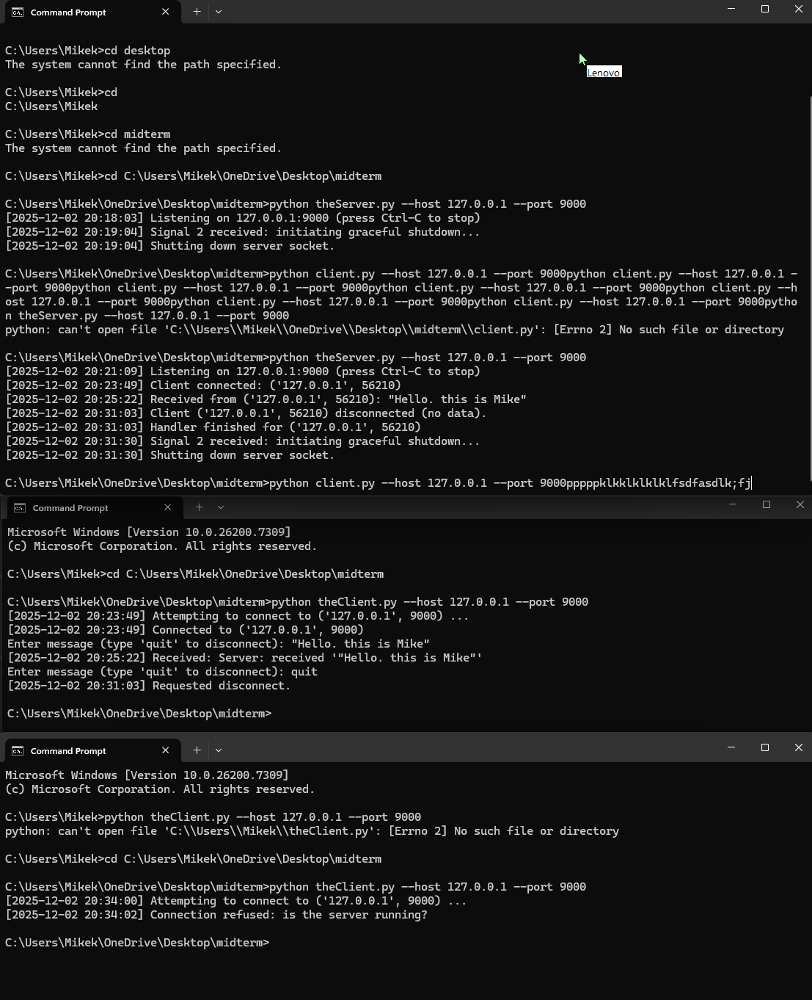 Command Prompt
C:\Users\Mikek>cd desktop
The system cannot find the path specified.
Lenovo
C:\Users\Mikek>cd
C:\Users\Mikek
C:\Users\Mikek>cd midterm
The system cannot find the path specified.
C:\Users\Mikek>cd C:\Users\Mikek\OneDrive\Desktop\midterm
C:\Users\Mikek\OneDrive\Desktop\midterm>python theServer.py --host 127.0.0.1 --port 9000
[2025-12-02 20:18:03] Listening on 127.0.0.1:9000 (press Ctrl-C to stop)
[2025-12-02 20:19:04] Signal 2 received: initiating graceful shutdown...
[2025-12-02 20:19:04] Shutting down server socket.
C:\Users\Mikek\OneDrive\Desktop\midterm>python client.py --host 127.0.0.1 --port 9000python client.py --host 127.0.0.1 -
-port 9000python client.py --host 127.0.0.1 --port 9000python client.py --host 127.0.0.1 --port 9000python client.py --h
ost 127.0.0.1 --port 9000python client.py --host 127.0.0.1 --port 9000python client.py --host 127.0.0.1 --port 9000pytho
n theServer.py --host 127.0.0.1 --port 9000
python: can't open file 'C:\\Users\\Mikek\\OneDrive\\Desktop\\midterm\\client.py': [Errno 2] No such file or directory
C:\Users\Mikek\OneDrive\Desktop\midterm>python theServer.py --host 127.0.0.1 --port 9000
[2025-12-02 20:21:09] Listening on 127.0.0.1:9000 (press Ctrl-C to stop)
[2025-12-02 20:23:49] Client connected: ('127.0.0.1', 56210)
[2025-12-02 20:25:22] Received from ('127.0.0.1', 56210): "Hello. this is Mike"
[2025-12-02 20:31:03] Client ('127.0.0.1', 56210) disconnected (no data).
[2025-12-02 20:31:03] Handler finished for ('127.0.0.1', 56210)
[2025-12-02 20:31:30] Signal 2 received: initiating graceful shutdown...
[2025-12-02 20:31:30] Shutting down server socket.
C:\Users\Mikek\OneDrive\Desktop\midterm>python client.py --host 127.0.0.1 --port 9000pppppklkklklklklfsdfasdlk;fj
Command Prompt
Microsoft Windows [Version 10.0.26200.7309]
(c) Microsoft Corporation. All rights reserved.
C:\Users\Mikek>cd C:\Users\Mikek\OneDrive\Desktop\midterm
C:\Users\Mikek\OneDrive\Desktop\midterm>python theClient.py --host 127.0.0.1 --port 9000
[2025-12-02 20:23:49] Attempting to connect to ('127.0.0.1', 9000) ...
[2025-12-02 20:23:49] Connected to ('127.0.0.1', 9000)
Enter message (type 'quit' to disconnect): "Hello. this is Mike"
[2025-12-02 20:25:22] Received: Server: received '"Hello. this is Mike"'
Enter message (type 'quit' to disconnect): quit
[2025-12-02 20:31:03] Requested disconnect.
C:\Users\Mikek\OneDrive\Desktop\midterm>
Command Prompt
Microsoft Windows [Version 10.0.26200.7309]
(c) Microsoft Corporation. All rights reserved.
C:\Users\Mikek>python theClient.py --host 127.0.0.1 --port 9000
python: can't open file 'C:\\Users\\Mikek\\theClient.py': [Errno 2] No such file or directory
C:\Users\Mikek>cd C:\Users\Mikek\OneDrive\Desktop\midterm
C:\Users\Mikek\OneDrive\Desktop\midterm>python theClient.py --host 127.0.0.1 --port 9000
[2025-12-02 20:34:00] Attempting to connect to ('127.0.0.1', 9000) ...
[2025-12-02 20:34:02] Connection refused: is the server running?
C:\Users\Mikek\OneDrive\Desktop\midterm>